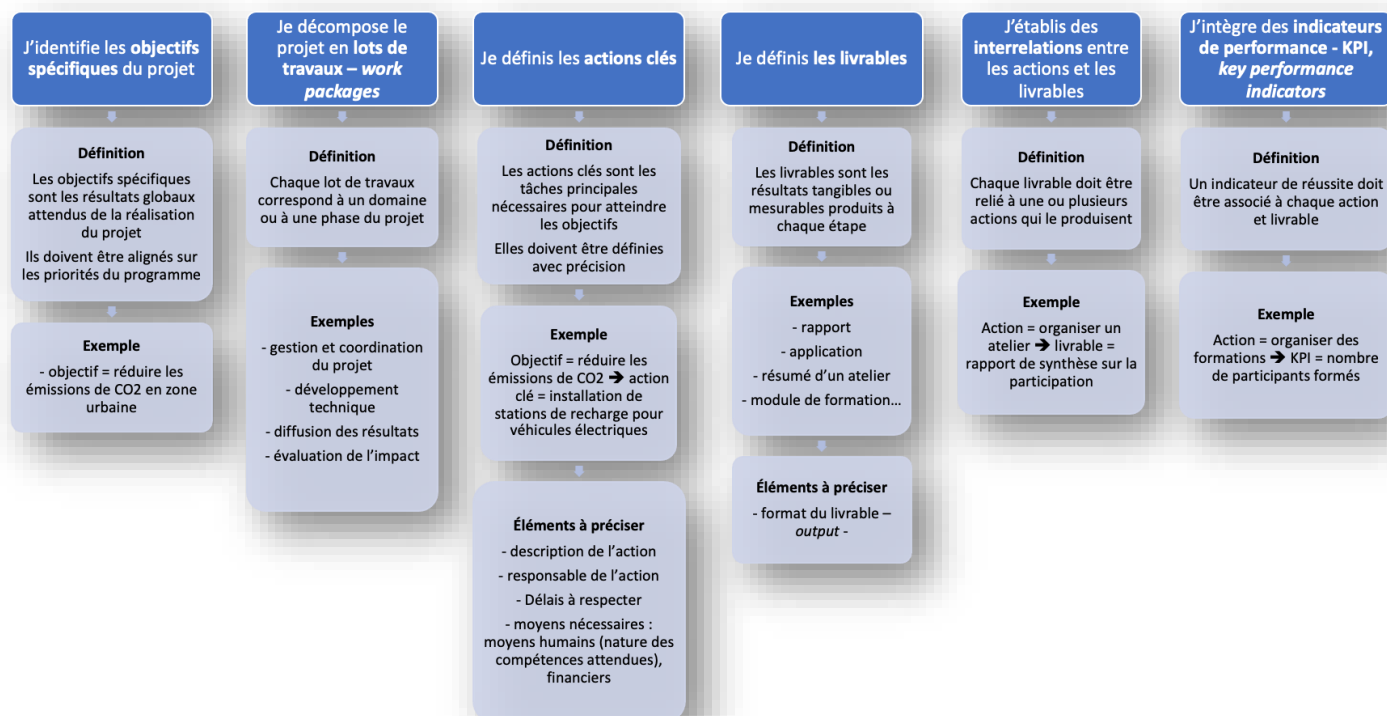 J’identifie les objectifs
spécifiques du projet
Définition
Les objectifs spécifiques
sont les résultats globaux
attendus de la réalisation
du projet
Ils doivent être alignés sur
les priorités du programme
Exemple
- objectif = réduire les
émissions de CO2 en zone
urbaine
Je décompose le
projet en lots de
travaux – work
packages
Définition
Chaque lot de travaux
correspond à un domaine
ou à une phase du projet
Exemples
- gestion et coordination
du projet
- développement
technique
- diffusion des résultats
- évaluation de l’impact
Je définis les actions clés
Définition
Les actions clés sont les
tâches principales
nécessaires pour atteindre
les objectifs
Elles doivent être définies
avec précision
Exemple
Objectif = réduire les
émissions de CO2 ➔ action
clé = installation de
stations de recharge pour
véhicules électriques
Éléments à préciser
- description de l’action
- responsable de l’action
- Délais à respecter
- moyens nécessaires :
moyens humains (nature des
compétences attendues),
financiers
Je définis les livrables
Définition
Les livrables sont les
résultats tangibles ou
mesurables produits à
chaque étape
Exemples
- rapport
- application
- résumé d’un atelier
- module de formation…
Éléments à préciser
- format du livrable –
output -
J’établis des
interrelations entre
les actions et les
livrables
Définition
Chaque livrable doit être
relié à une ou plusieurs
actions qui le produisent
Exemple
Action = organiser un
atelier ➔ livrable =
rapport de synthèse sur la
participation
J’intègre des indicateurs
de performance - KPI,
key performance
indicators
Définition
Un indicateur de réussite doit
être associé à chaque action
et livrable
Exemple
Action = organiser des
formations ➔ KPI = nombre
de participants formés